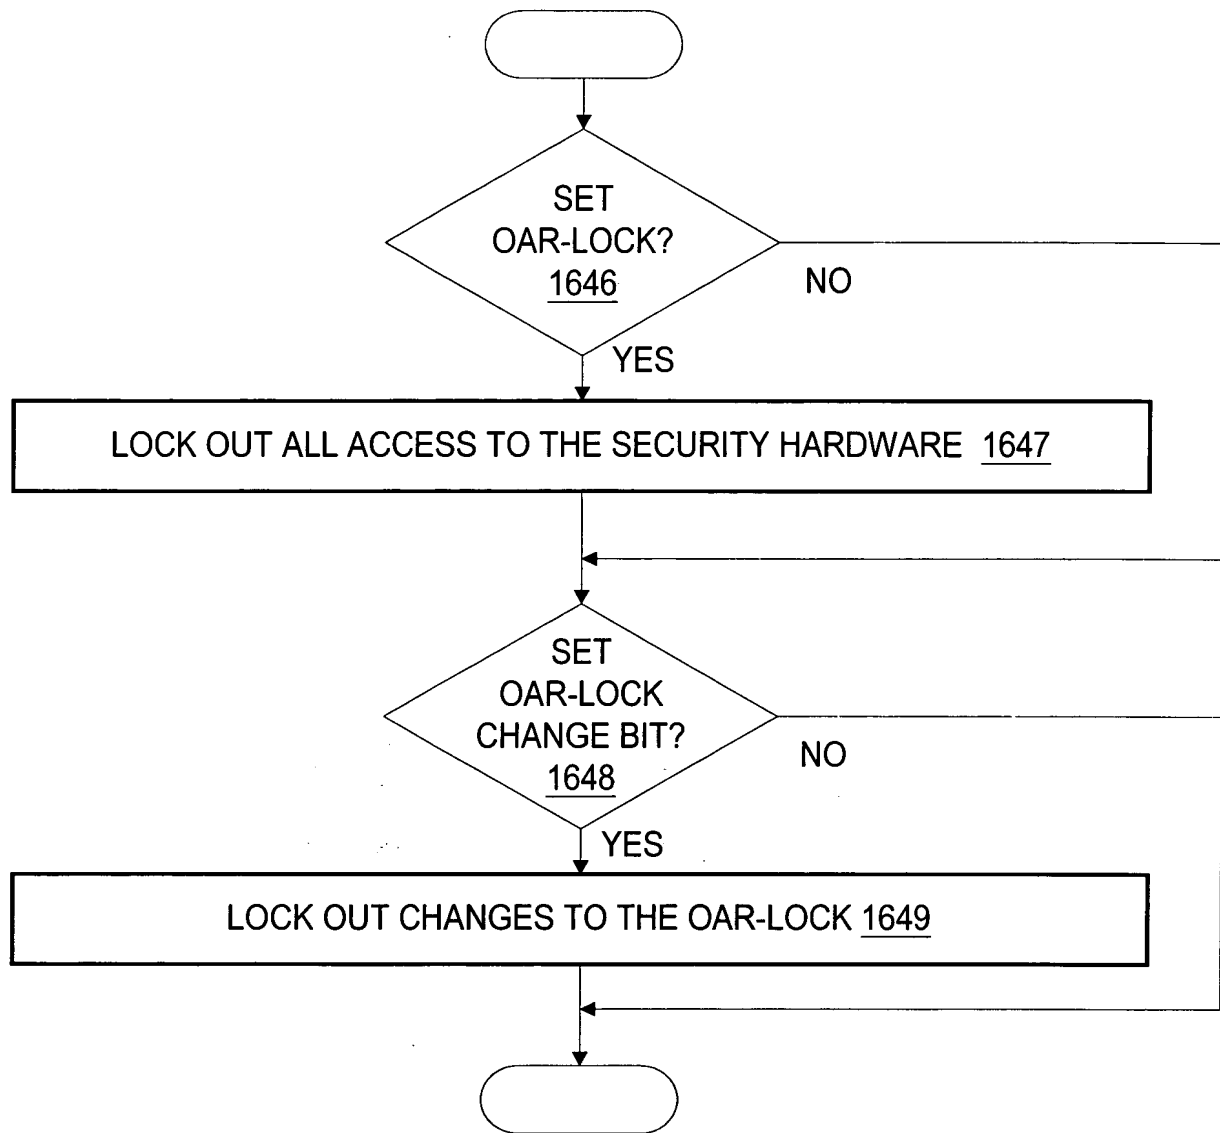 SET
OAR-LOCK?
1646
NO
YES
LOCK OUT ALL ACCESS TO THE SECURITY HARDWARE 1647
SET
OAR-LOCK
CHANGE BIT?
1648
NO
YES
LOCK OUT CHANGES TO THE OAR-LOCK 1649